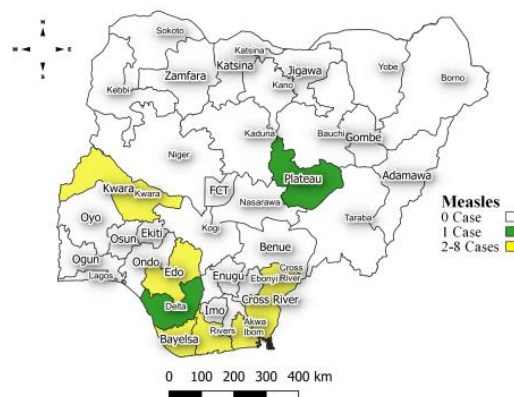 N
W E
S
Sokoto
Katsina
Katsina
Zamfara
Jigawa
Kano
Yobe
Borno
Kebbi
Kaduna
Bauchi
Gombe
Niger
Plateau
Adamawa
Kwara
Kwara
FCT
Nasarawa
Taraba
Oyo
Kogi
Ekiti
Osun
Benue
Ogun
Ondo
Edo
Lagos
Enugu
Ebonyi
Cross
River
Cross River
Delta
Imo
Akwa
Ibom
Rivers
Bayelsa
Measles
0 Case
1 Case
2-8 Cases
0 100 200 300 400 km